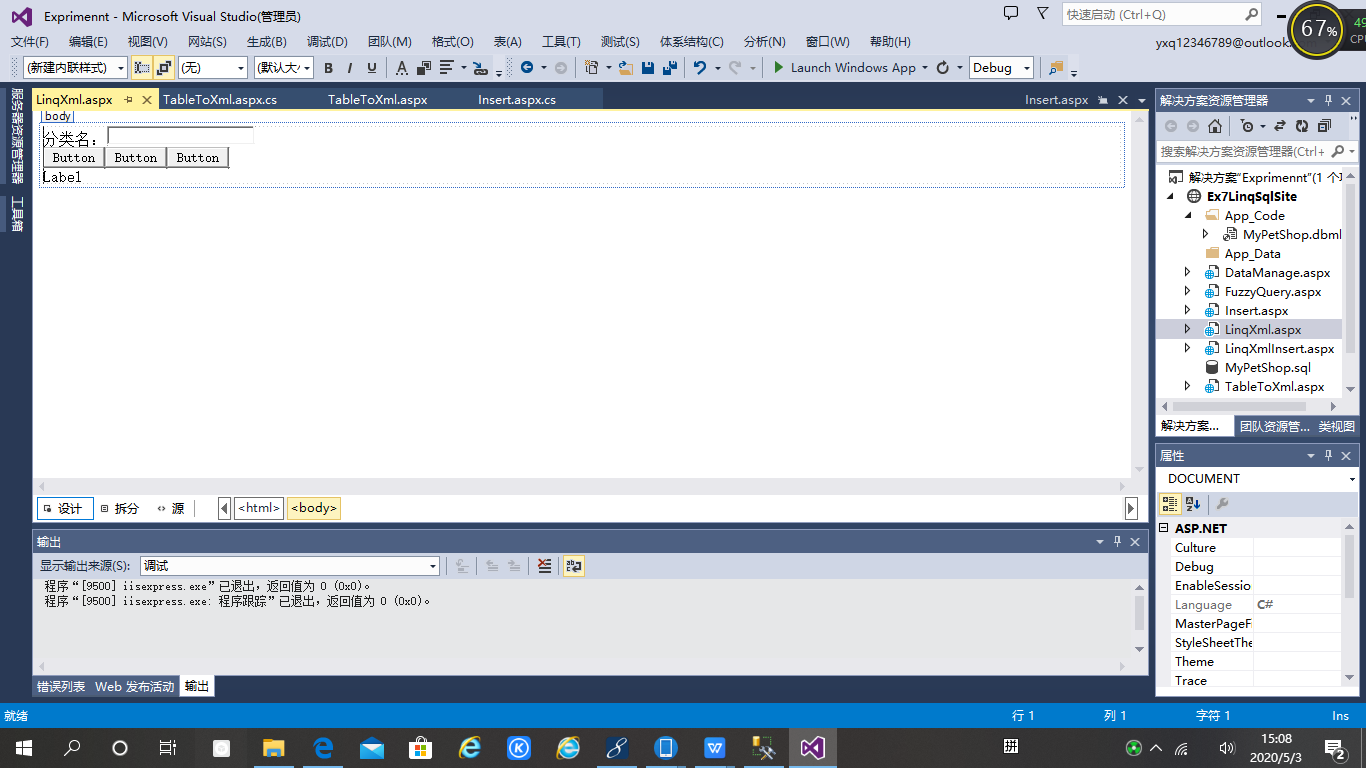 Exprimennt - Microsoft Visual Studio(管理员)
快速启动 (Ctrl+Q)
67%
49
CPU
文件(F) 编辑(E) 视图(V) 网站(S) 生成(B) 调试(D) 团队(M) 格式(O) 表(A) 工具(T) 测试(S) 体系结构(C) 分析(N) 窗口(W) 帮助(H)
yxq12346789@outlook
(新建内联样式) (无) (默认大小 B I U Launch Windows App Debug
服务器资源管理器
工具箱
LinqXml.aspx TableToXml.aspx.cs TableToXml.aspx Insert.aspx.cs Insert.aspx
body
分类名：
Button Button Button
Label
设计 拆分 源 <html> <body>
输出
显示输出来源(S): 调试
程序“[9500] iisexpress.exe”已退出，返回值为 0 (0x0)。
程序“[9500] iisexpress.exe: 程序跟踪”已退出，返回值为 0 (0x0)。
错误列表 Web 发布活动 输出
解决方案资源管理器
搜索解决方案资源管理器(Ctrl+
解决方案“Exprimennt”(1 个
Ex7LinqSqlSite
App_Code
MyPetShop.dbml
App_Data
DataManage.aspx
FuzzyQuery.aspx
Insert.aspx
LinqXml.aspx
LinqXmlInsert.aspx
MyPetShop.sql
TableToXml.aspx
解决方案... 团队资源管... 类视图
属性
DOCUMENT
ASP.NET
Culture
Debug
EnableSessio
Language C#
MasterPageF
StyleSheetThe
Theme
Trace
就绪 行 1 列 1 字符 1 Ins
拼
15:08
2020/5/3
2